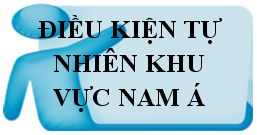 ĐIỀU KIỆN TỰ
NHIÊN KHU
VỰC NAM Á